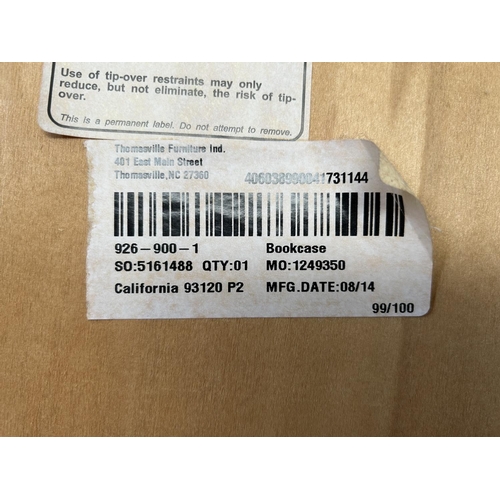 Use of tip-over restraints may only
reduce, but not eliminate, the risk of tip-
over.
This is a permanent label. Do not attempt to remove.
Thomasville Furniture Ind.
401 East Main Street
Thomasville, NC 27360
406038990041731144
926-900-1 Bookcase
SO:5161488 QTY:01 MO:1249350
California 93120 P2 MFG.DATE:08/14
99/100